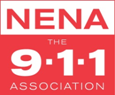 NENA
THE
9·1·1
ASSOCIATION